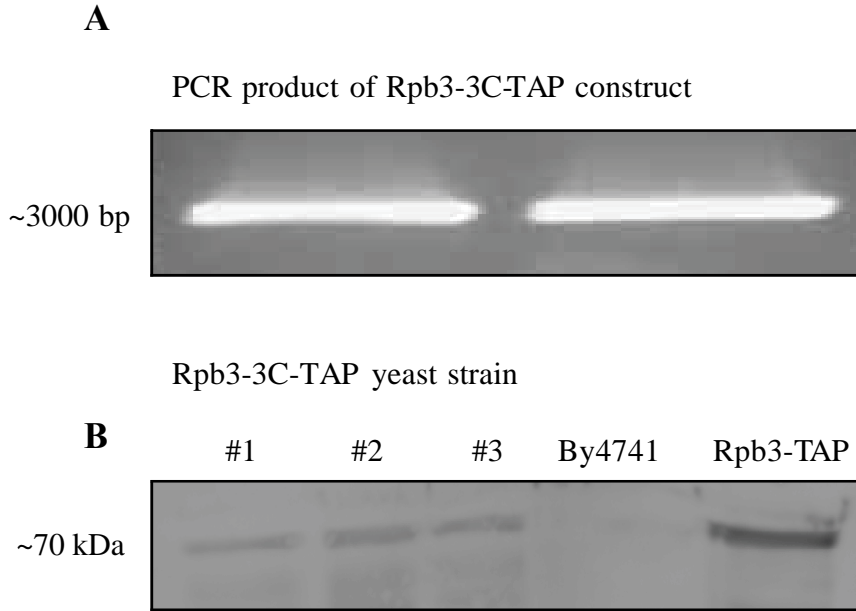 A
PCR product of Rpb3-3C-TAP construct
~3000 bp
Rpb3-3C-TAP yeast strain
B
#1 #2 #3 By4741 Rpb3-TAP
~70 kDa